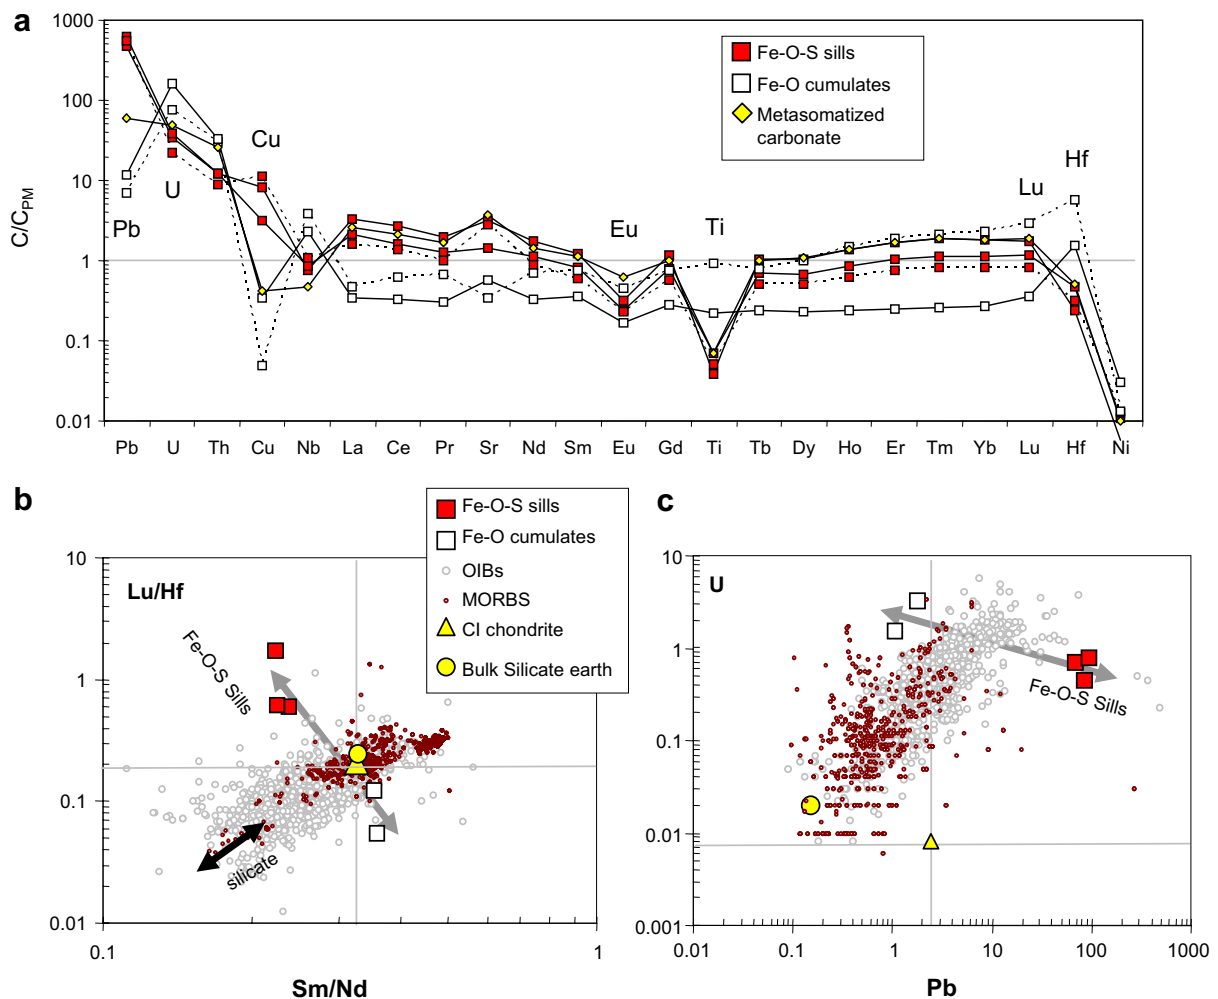 a
1000
100
10
1
0.1
0.01
C/CPM
Fe-O-S sills
Fe-O cumulates
Metasomatized
carbonate
Pb
U
Cu
Eu
Ti
Lu
Hf
Pb U Th Cu Nb La Ce Pr Sr Nd Sm Eu Gd Ti Tb Dy Ho Er Tm Yb Lu Hf Ni
b
Fe-O-S sills
Fe-O cumulates
OIBs
MORBS
CI chondrite
Bulk Silicate earth
10
1
0.1
0.01
Lu/Hf
Fe-O-S Sills
silicate
0.1 1
Sm/Nd
c
10
1
0.1
0.01
0.001
U
Fe-O-S Sills
0.01 0.1 1 10 100 1000
Pb